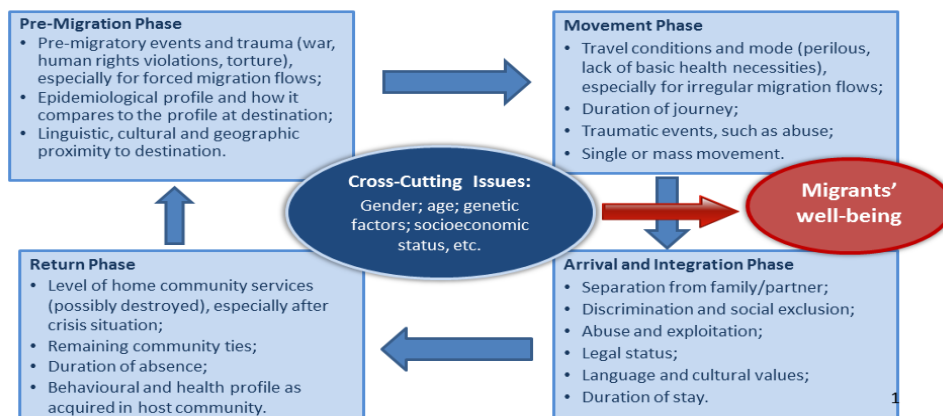 Pre-Migration Phase
• Pre-migratory events and trauma (war,
human rights violations, torture),
especially for forced migration flows;
• Epidemiological profile and how it
compares to the profile at destination;
• Linguistic, cultural and geographic
proximity to destination.
Movement Phase
• Travel conditions and mode (perilous,
lack of basic health necessities),
especially for irregular migration flows;
• Duration of journey;
• Traumatic events, such as abuse;
• Single or mass movement.
Cross-Cutting Issues:
Gender; age; genetic
factors; socioeconomic
status, etc.
Migrants’
well-being
Return Phase
• Level of home community services
(possibly destroyed), especially after
crisis situation;
• Remaining community ties;
• Duration of absence;
• Behavioural and health profile as
acquired in host community.
Arrival and Integration Phase
• Separation from family/partner;
• Discrimination and social exclusion;
• Abuse and exploitation;
• Legal status;
• Language and cultural values;
• Duration of stay.
1